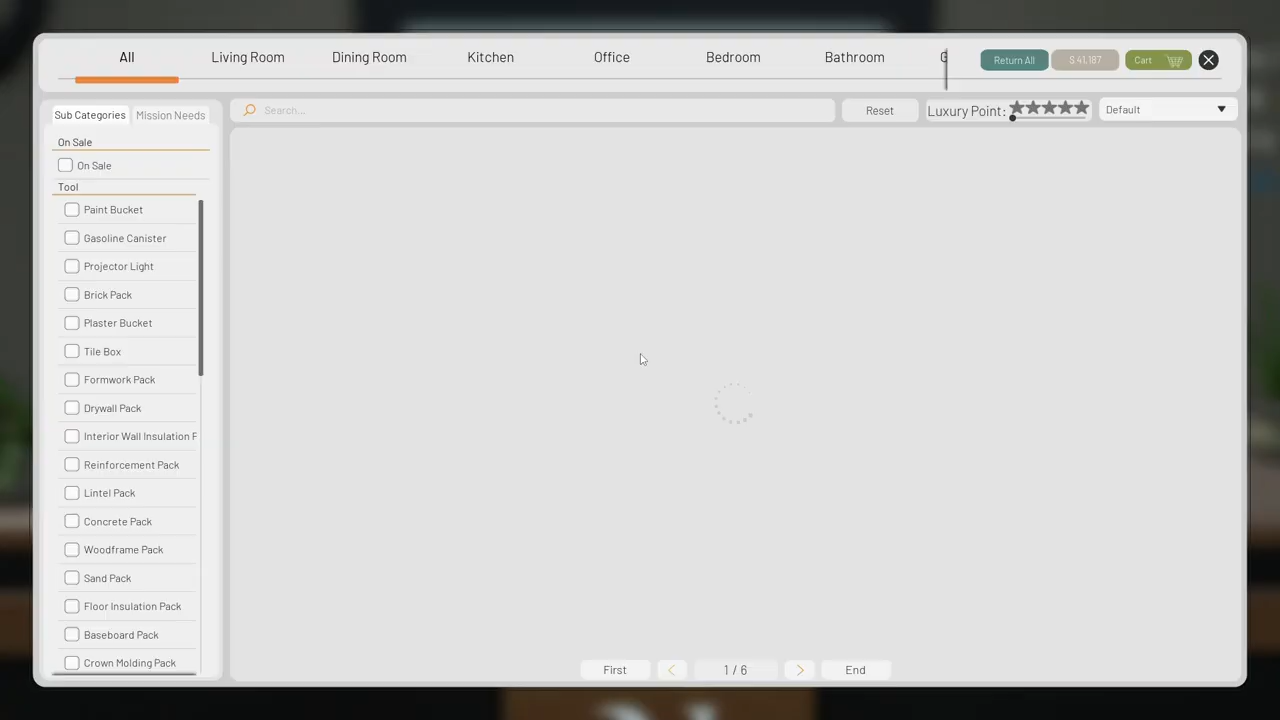 All
Living Room
Dining Room
Kitchen
Office
Bedroom
Bathroom
Return All
$ 41,187
Cart
Sub Categories
Mission Needs
Search...
Reset
Luxury Point:
Default
On Sale
On Sale
Tool
Paint Bucket
Gasoline Canister
Projector Light
Brick Pack
Plaster Bucket
Tile Box
Formwork Pack
Drywall Pack
Interior Wall Insulation
Reinforcement Pack
Lintel Pack
Concrete Pack
Woodframe Pack
Sand Pack
Floor Insulation Pack
Baseboard Pack
Crown Molding Pack
First
<
1 / 6
>
End